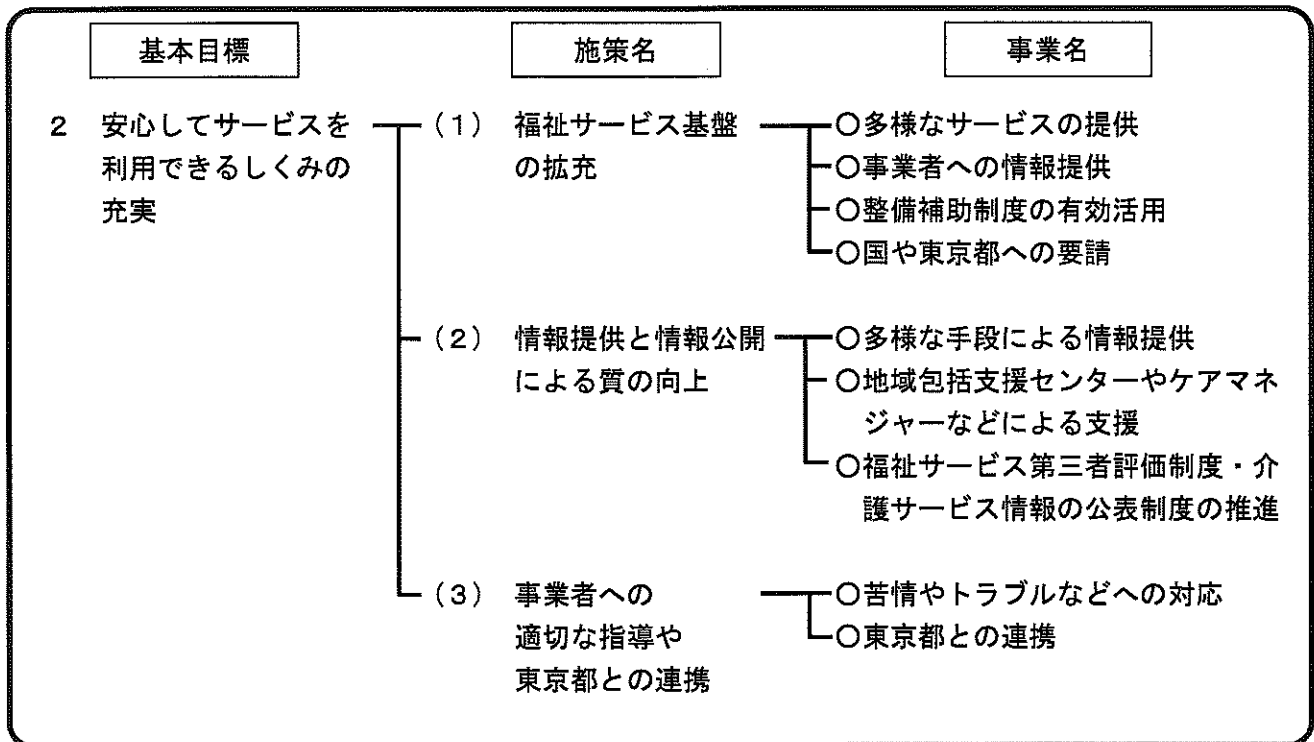 基本目標
施策名
事業名
2 安心してサービスを
利用できるしくみの
充実
(1) 福祉サービス基盤
の拡充
○多様なサービスの提供
○事業者への情報提供
○整備補助制度の有効活用
○国や東京都への要請
(2) 情報提供と情報公開
による質の向上
○多様な手段による情報提供
○地域包括支援センターやケアマネ
ジャーなどによる支援
○福祉サービス第三者評価制度・介
護サービス情報の公表制度の推進
(3) 事業者への
適切な指導や
東京都との連携
○苦情やトラブルなどへの対応
○東京都との連携